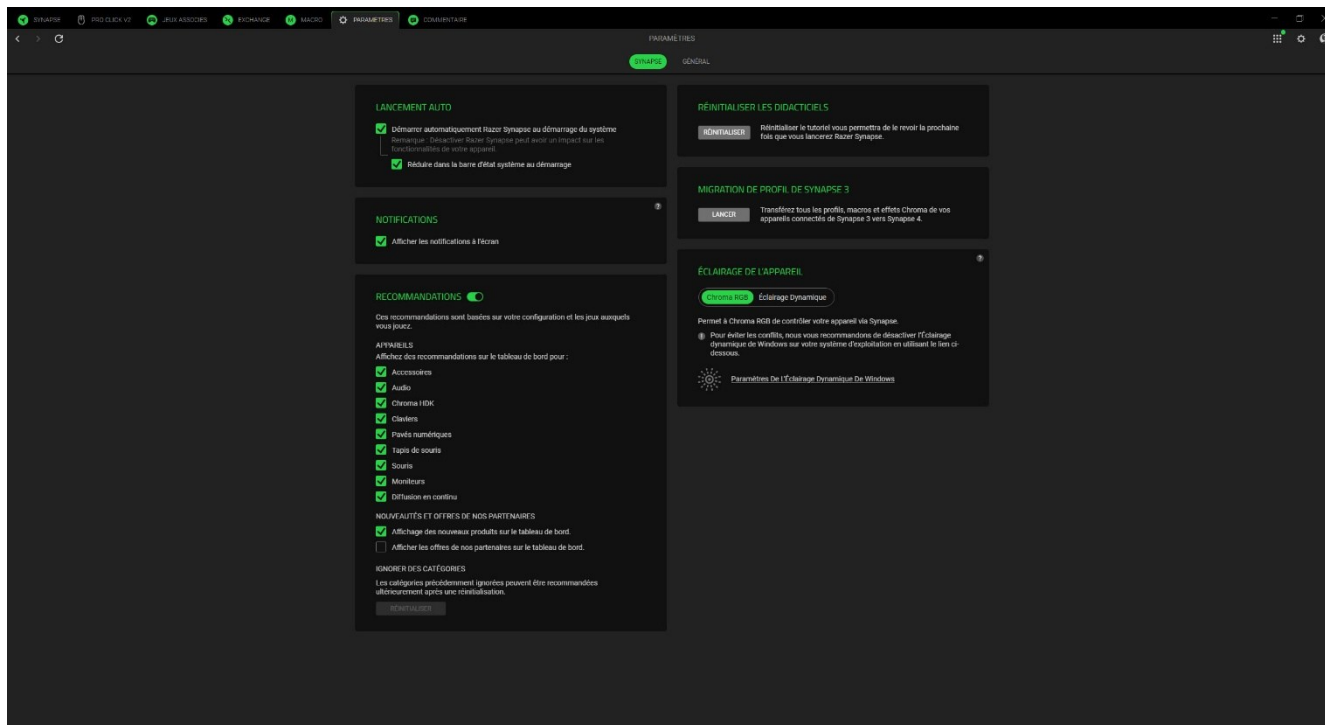 SYNAPSE PRO CLICK V2 JEUX ASSOCIÉS EXCHANGE MACRO PARAMÈTRES COMMENTAIRE
PARAMÈTRES
SYNAPSE GÉNÉRAL
LANCEMENT AUTO
Démarrer automatiquement Razer Synapse au démarrage du système
Remarque : Désactiver Razer Synapse peut avoir un impact sur les
fonctionnalités de votre appareil.
Réduire dans la barre d'état système au démarrage
NOTIFICATIONS
Afficher les notifications à l'écran
RECOMMANDATIONS
Ces recommandations sont basées sur votre configuration et les jeux auxquels
vous jouez.
APPAREILS
Affichez des recommandations sur le tableau de bord pour :
Accessoires
Audio
Chroma HDK
Claviers
Pavés numériques
Tapis de souris
Souris
Moniteurs
Diffusion en continu
NOUVEAUTÉS ET OFFRES DE NOS PARTENAIRES
Affichage des nouveaux produits sur le tableau de bord.
Afficher les offres de nos partenaires sur le tableau de bord.
IGNORER DES CATÉGORIES
Les catégories précédemment ignorées peuvent être recommandées
ultérieurement après une réinitialisation.
RÉINITIALISER
RÉINITIALISER LES DIDACTICIELS
RÉINITIALISER
Réinitialiser le tutoriel vous permettra de le revoir la prochaine
fois que vous lancerez Razer Synapse.
MIGRATION DE PROFIL DE SYNAPSE 3
LANCER
Transférez tous les profils, macros et effets Chroma de vos
appareils connectés de Synapse 3 vers Synapse 4.
ÉCLAIRAGE DE L'APPAREIL
Chroma RGB Éclairage Dynamique
Permet à Chroma RGB de contrôler votre appareil via Synapse.
Pour éviter les conflits, nous vous recommandons de désactiver l'Éclairage
dynamique de Windows sur votre système d'exploitation en utilisant le lien ci-
dessous.
Paramètres De L'Éclairage Dynamique De Windows